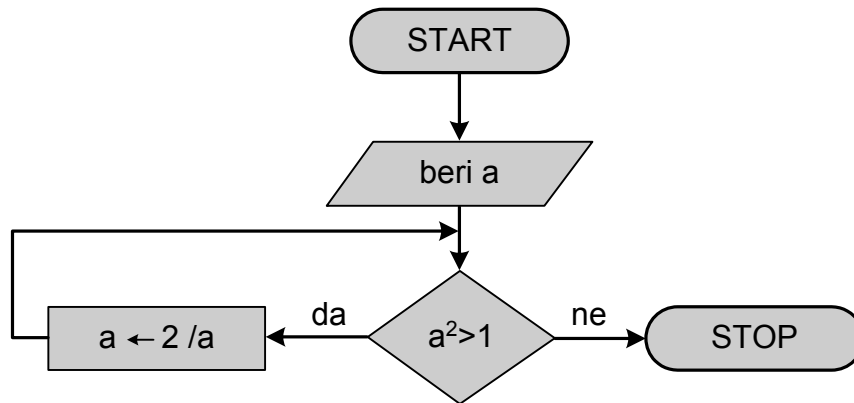 START
beri a
da
ne
a ← 2 /a
a²>1
STOP